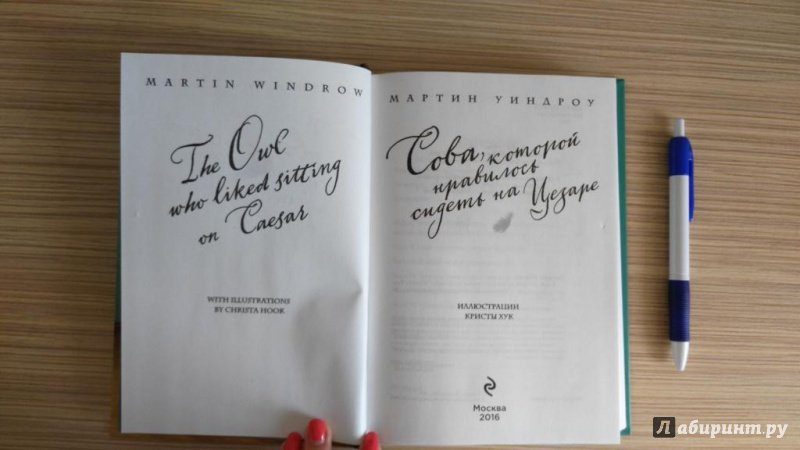 MARTIN WINDROW
The Owl
who liked sitting
on Caesar
WITH ILLUSTRATIONS
BY CHRISTA HOOK
МАРТИН УИНДРОУ
Сова, которой
нравилось
сидеть на Цезаре
ИЛЛЮСТРАЦИИ
КРИСТЫ ХУК
Москва
2016
Лабиринт.ру